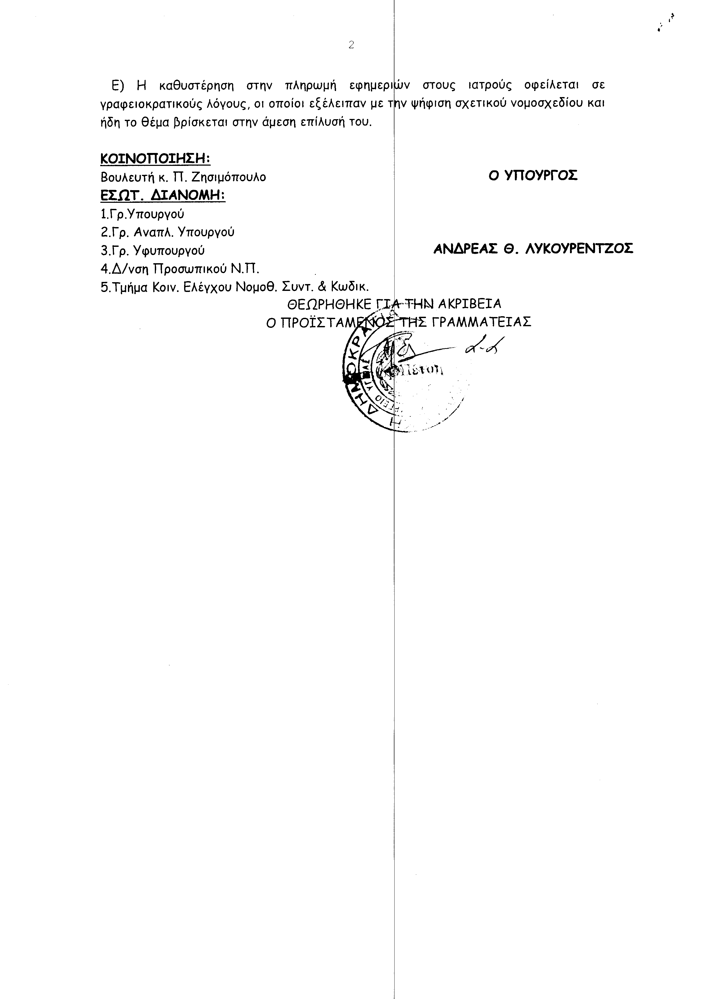 2
Ε) Η καθυστέρηση στην πληρωμή εφημεριών στους ιατρούς οφείλεται σε
γραφειοκρατικούς λόγους, οι οποίοι εξέλειπαν με την ψήφιση σχετικού νομοσχεδίου και
ήδη το θέμα βρίσκεται στην άμεση επίλυσή του.
ΚΟΙΝΟΠΟΙΗΣΗ:
Βουλευτή κ. Π. Ζησιμόπουλο
Ο ΥΠΟΥΡΓΟΣ
ΕΣΩΤ. ΔΙΑΝΟΜΗ:
1.Γρ.Υπουργού
2.Γρ. Αναπλ. Υπουργού
3.Γρ. Υφυπουργού
ΑΝΔΡΕΑΣ Θ. ΛΥΚΟΥΡΕΝΤΖΟΣ
4.Δ/νση Προσωπικού Ν.Π.
5.Τμήμα Κοιν. Ελέγχου Νομοθ. Συντ. & Κωδικ.
ΘΕΩΡΗΘΗΚΕ ΓΙΑ ΤΗΝ ΑΚΡΙΒΕΙΑ
Ο ΠΡΟΪΣΤΑΜΕΝΟΣ ΤΗΣ ΓΡΑΜΜΑΤΕΙΑΣ